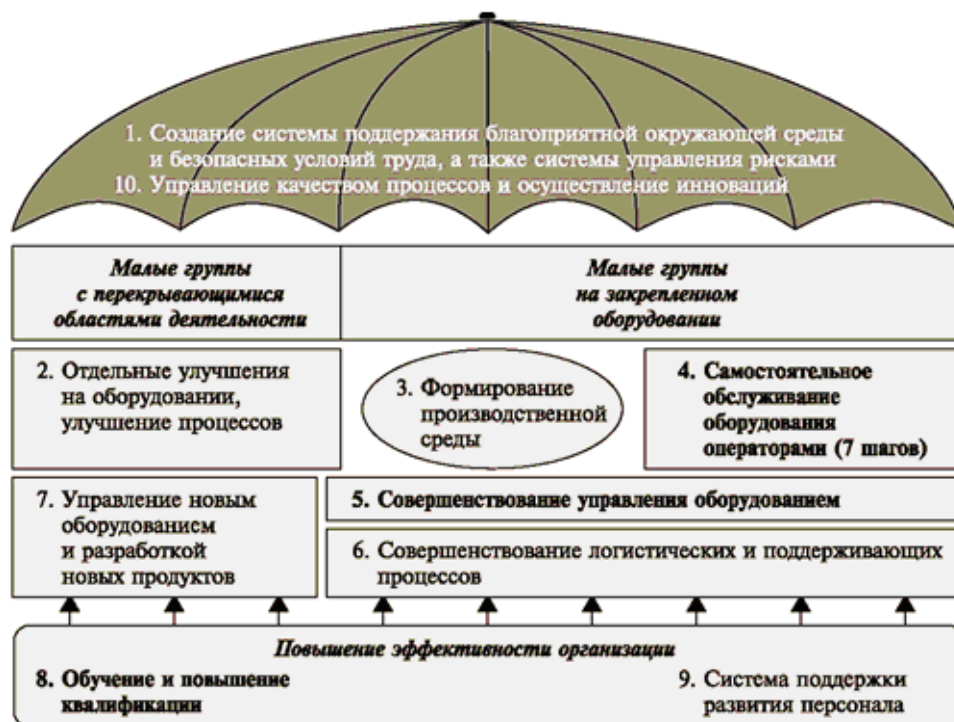 1. Создание системы поддержания благоприятной окружающей среды
и безопасных условий труда, а также системы управления рисками
10. Управление качеством процессов и осуществление инноваций
Малые группы
с перекрывающимися
областями деятельности
Малые группы
на закрепленном
оборудовании
2. Отдельные улучшения
на оборудовании,
улучшение процессов
3. Формирование
производственной
среды
4. Самостоятельное
обслуживание
оборудования
операторами (7 шагов)
7. Управление новым
оборудованием
и разработкой
новых продуктов
5. Совершенствование управления оборудованием
6. Совершенствование логистических и поддерживающих
процессов
Повышение эффективности организации
8. Обучение и повышение
квалификации
9. Система поддержки
развития персонала